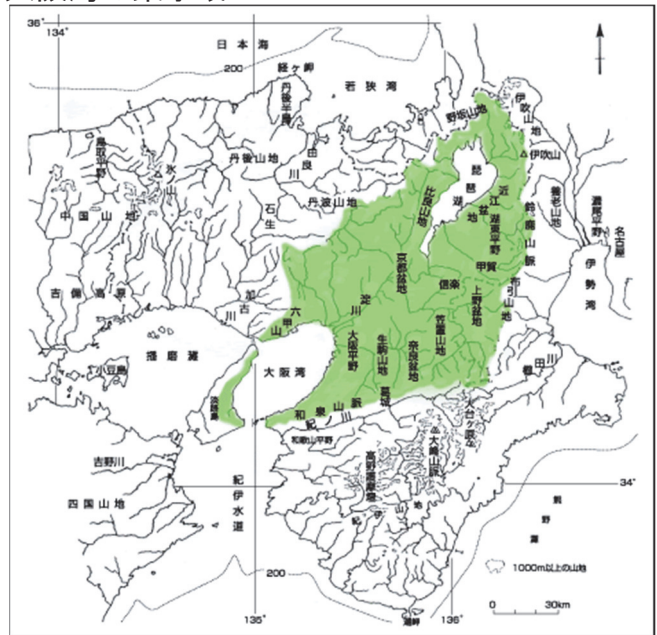 36°
134°
日本海
200
経ヶ岬
若狭湾
丹後半島
野坂山地
伊吹山地
伊吹山
鳥取平野
氷ノ山
丹後山地
由良川
琵琶湖
比良山地
近江盆地
湖東平野
養老山地
濃尾平野
名古屋
中国山地
石生
丹波山地
鈴鹿山脈
伊勢湾
京都盆地
甲賀
信楽
布引山地
吉備高原
加古川
六甲山
淀川
上野盆地
播磨灘
大阪湾
大阪平野
生駒山地
奈良盆地
笠置山地
櫛田川
小豆島
淡路島
和泉山脈
葛城
紀ノ川
大台ヶ原
和歌山平野
大峰山脈
吉野川
紀伊水道
四国山地
紀伊山地
34°
熊野灘
200
1000m以上の山地
135°
136°
潮岬
0 30km